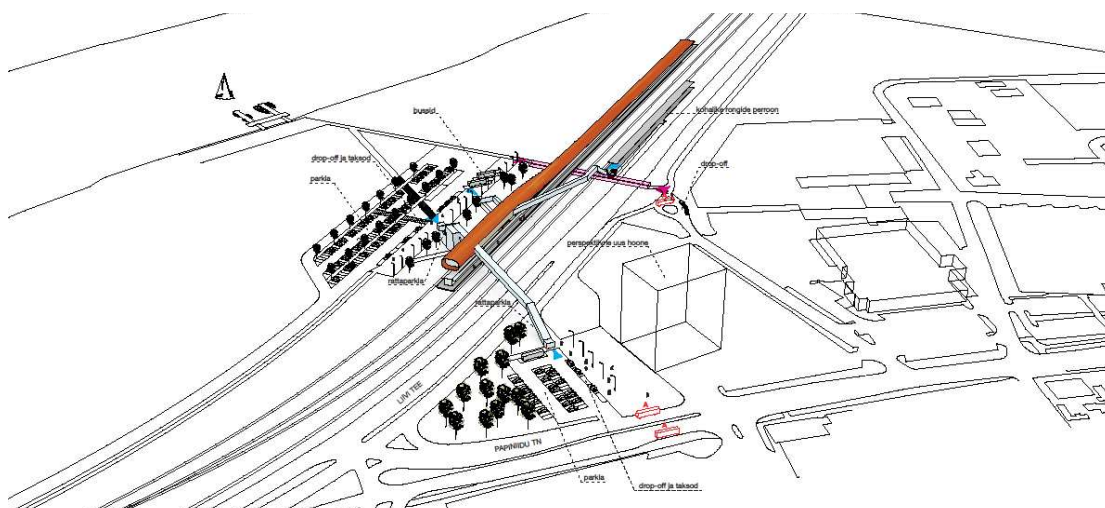 kohalike rongide perroon
bussid
drop-off ja taksod
drop-off
parkla
perspektiivne uus hoone
rattaparkla
rattaparkla
LIIVI TEE
A
A
PAPINIIDU TN
parkla
drop-off ja taksod